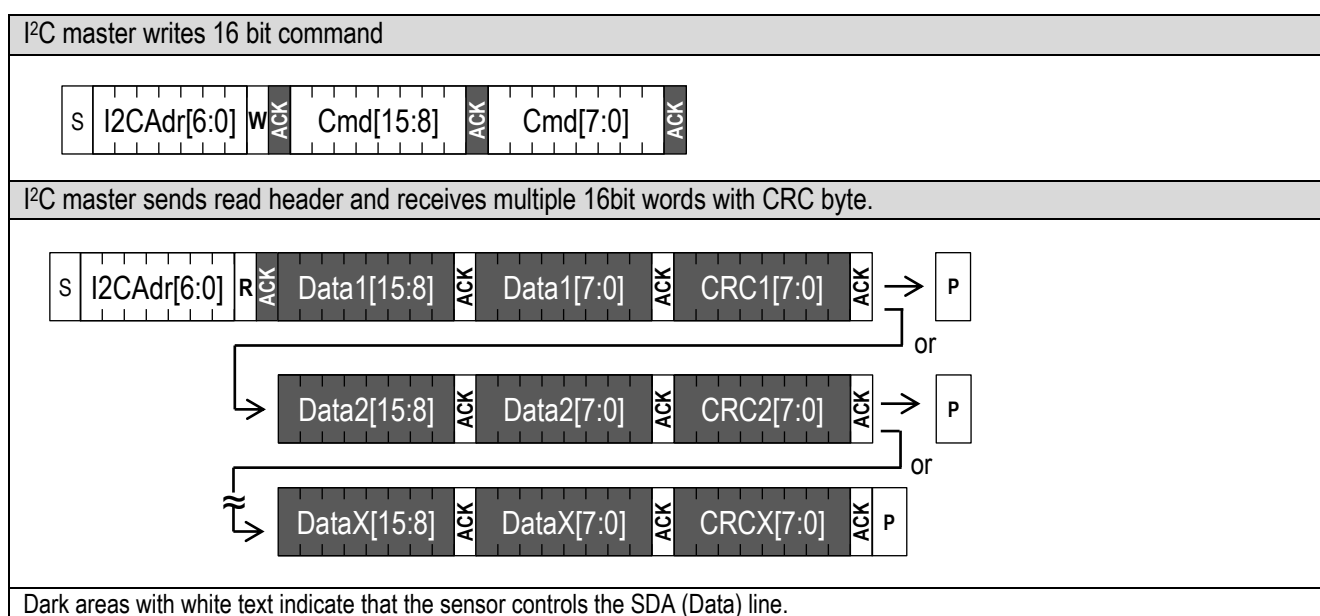 I²C master writes 16 bit command
S I2CAdr[6:0] W ACK Cmd[15:8] ACK Cmd[7:0] ACK
I²C master sends read header and receives multiple 16bit words with CRC byte.
S I2CAdr[6:0] R ACK Data1[15:8] ACK Data1[7:0] ACK CRC1[7:0] ACK P
or
Data2[15:8] ACK Data2[7:0] ACK CRC2[7:0] ACK P
or
DataX[15:8] ACK DataX[7:0] ACK CRCX[7:0] ACK P
Dark areas with white text indicate that the sensor controls the SDA (Data) line.